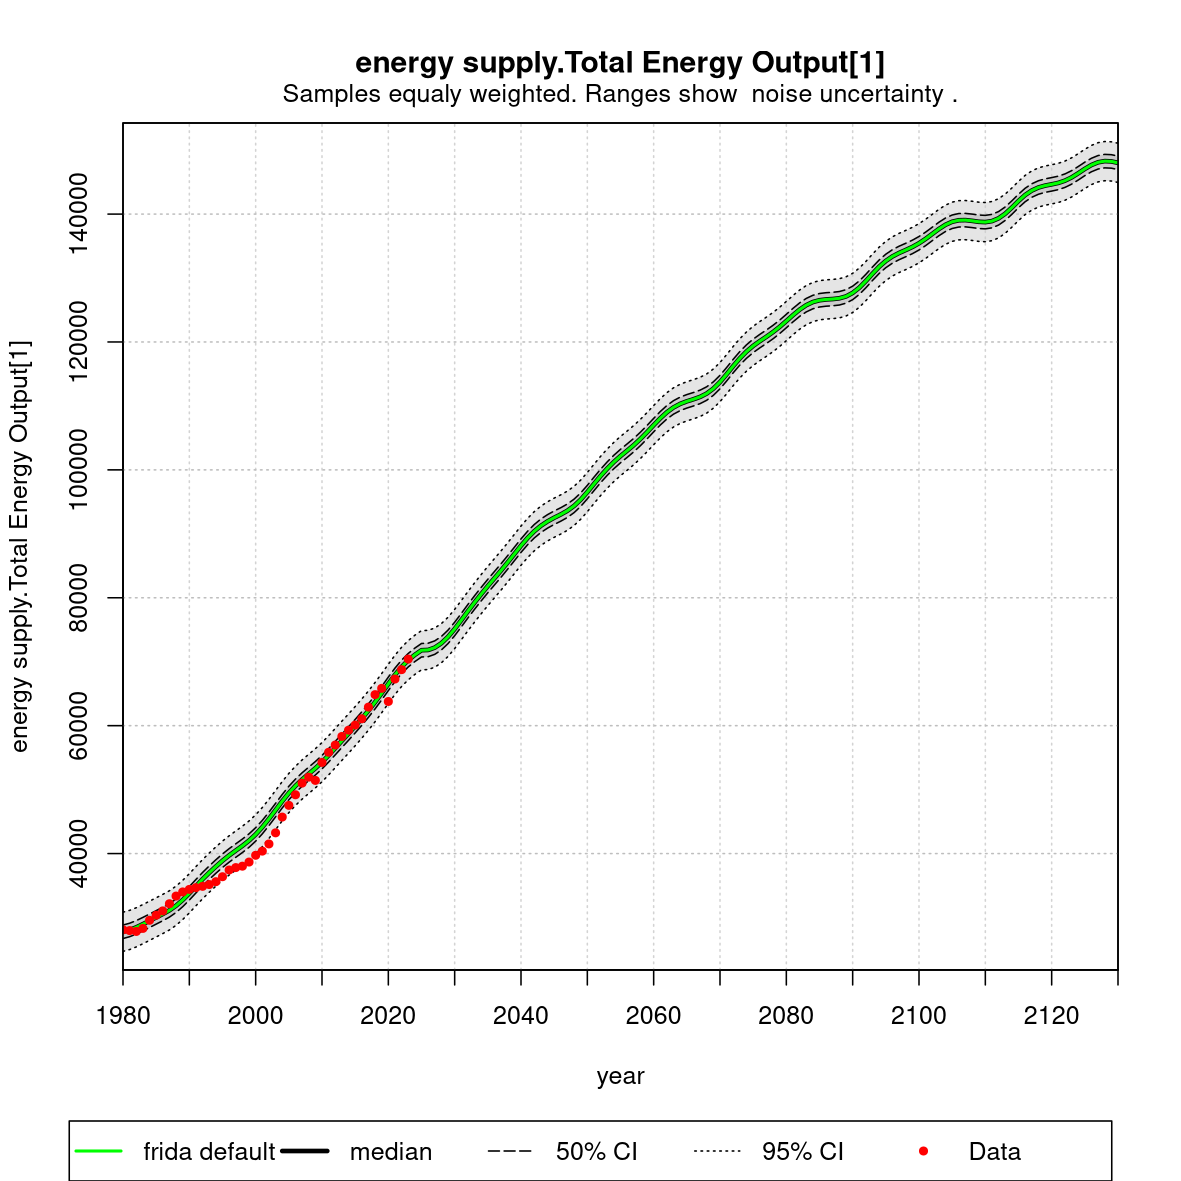 energy supply.Total Energy Output[1]
Samples equaly weighted. Ranges show  noise uncertainty .
energy supply.Total Energy Output[1]
140000
120000
100000
80000
60000
40000
1980 2000 2020 2040 2060 2080 2100 2120
year
frida default median 50% CI 95% CI Data